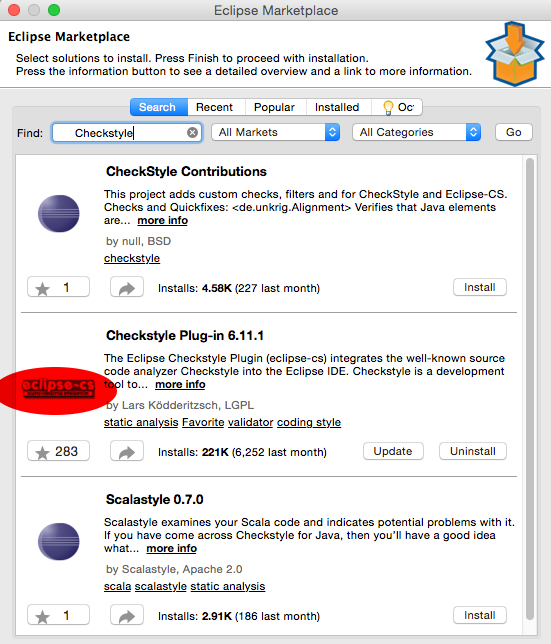 Eclipse Marketplace
Eclipse Marketplace
Select solutions to install. Press Finish to proceed with installation.
Press the information button to see a detailed overview and a link to more information.
Search Recent Popular Installed
Find: Checkstyle All Markets All Categories Go
CheckStyle Contributions
This project adds custom checks, filters and for CheckStyle and Eclipse-CS.
Checks and Quickfixes: <de.unkrig.Alignment> Verifies that Java elements
are... more info
by null, BSD
checkstyle
1 Installs: 4.58K (227 last month) Install
Checkstyle Plug-in 6.11.1
The Eclipse Checkstyle Plugin (eclipse-cs) integrates the well-known source
code analyzer Checkstyle into the Eclipse IDE. Checkstyle is a development
eclipse-cs
tool to... more info
by Lars Ködderitzsch, LGPL
static analysis Favorite validator coding style
283 Installs: 221K (6,252 last month) Update Uninstall
Scalastyle 0.7.0
Scalastyle examines your Scala code and indicates potential problems with it.
If you have come across Checkstyle for Java, then you'll have a good idea
what... more info
by Scalastyle, Apache 2.0
scala scalastyle static analysis
1 Installs: 2.91K (186 last month) Install